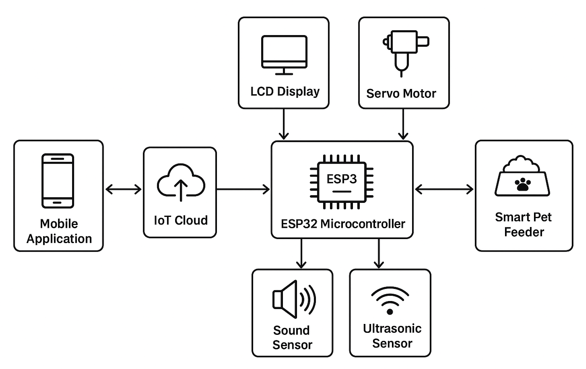 LCD Display
Servo Motor
Mobile
Application
IoT Cloud
ESP3
ESP32 Microcontroller
Smart Pet
Feeder
Sound
Sensor
Ultrasonic
Sensor